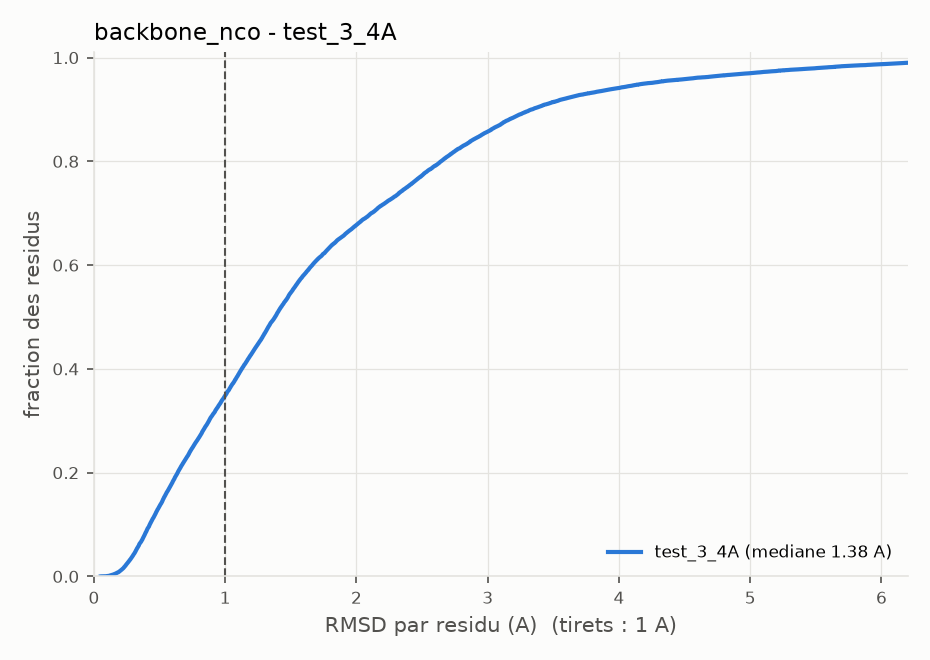 backbone_nco - test_3_4A
1.0
0.8
0.6
0.4
0.2
0.0
fraction des residus
test_3_4A (mediane 1.38 A)
0 1 2 3 4 5 6
RMSD par residu (A)  (tirets : 1 A)